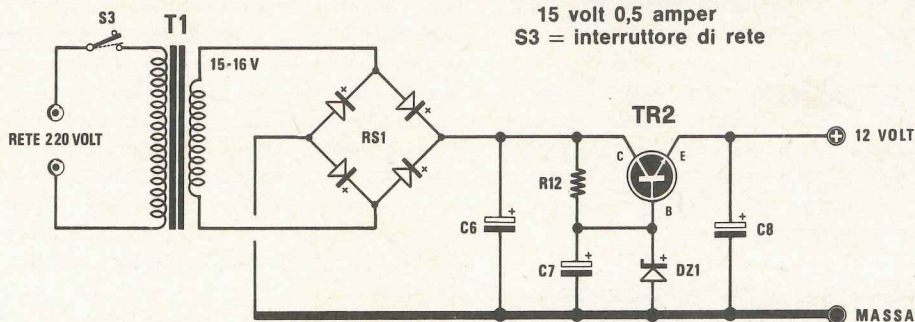 15 volt 0,5 amper
S3 = interruttore di rete
S3
T1
15-16 V
RETE 220 VOLT
RS1
TR2
C
E
B
R12
C6
C7
DZ1
C8
12 VOLT
MASSA